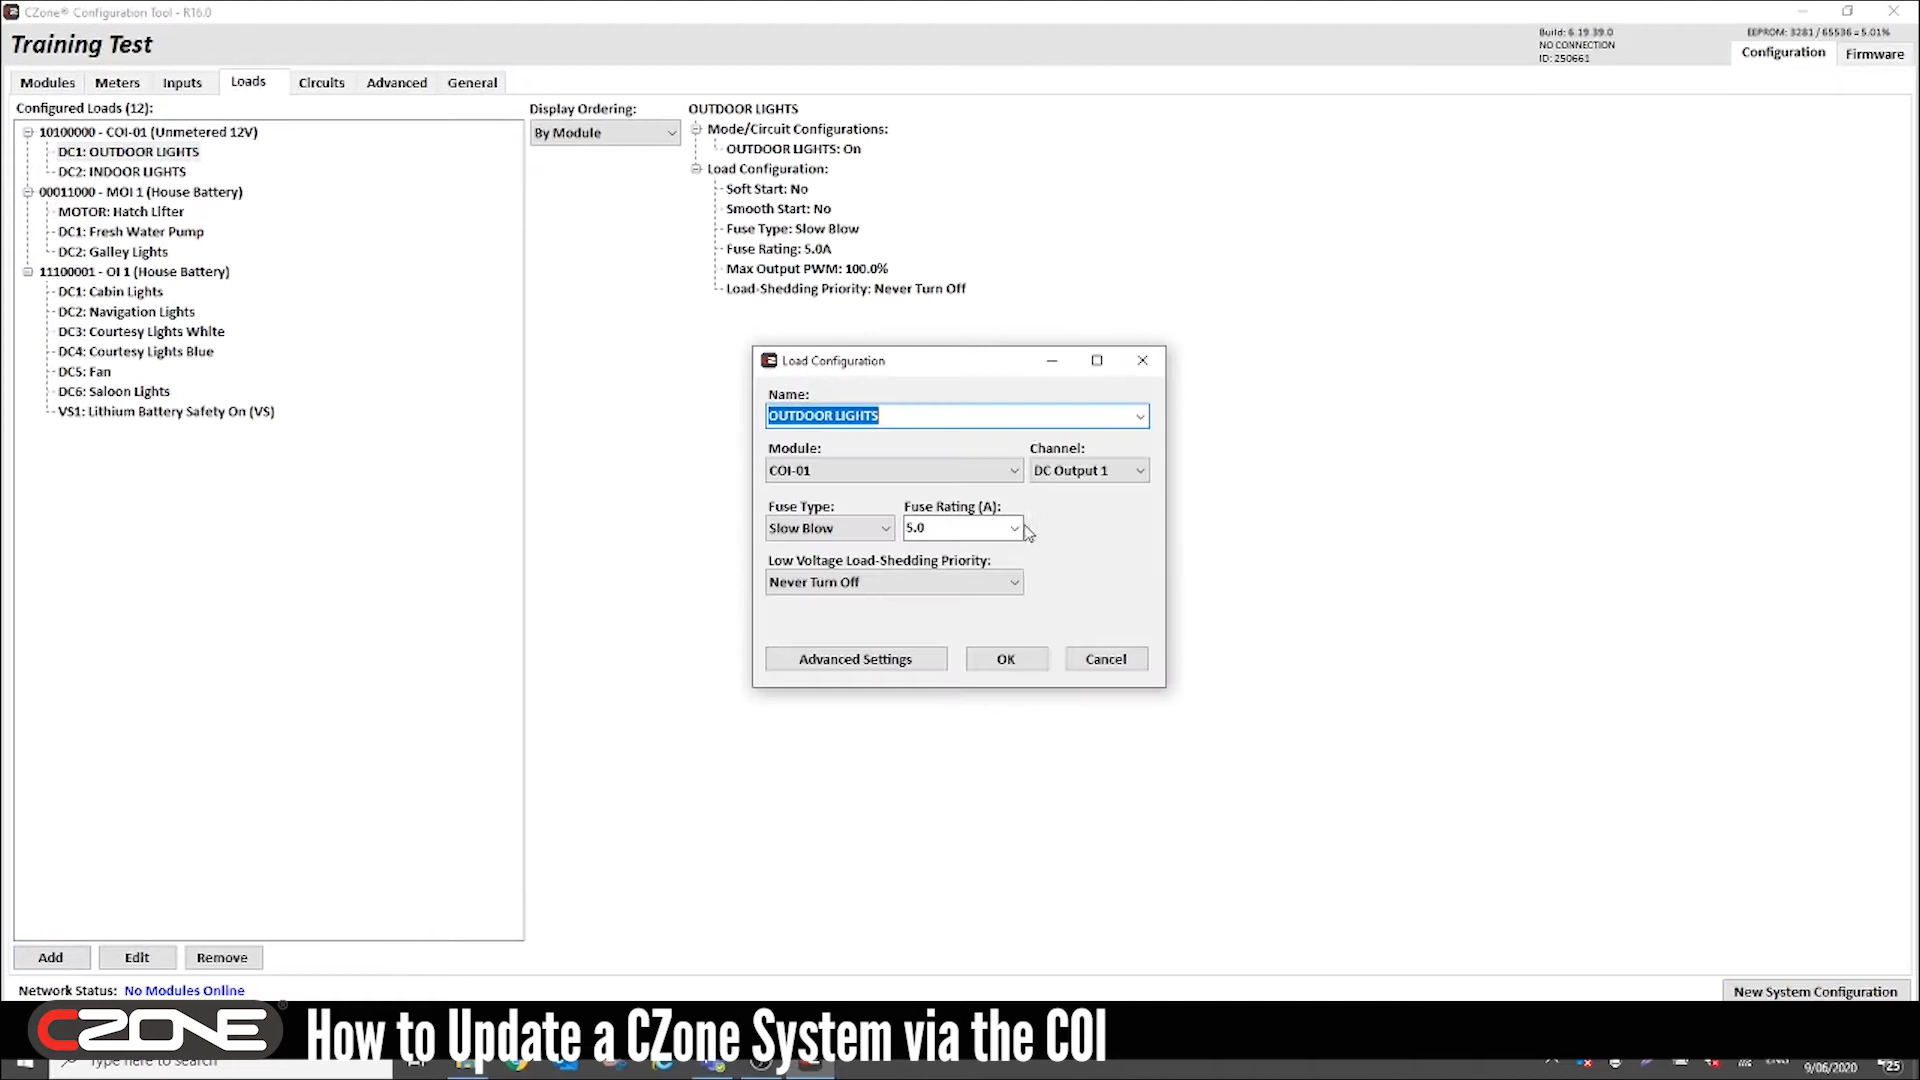 CZone® Configuration Tool - R16.0
Training Test
Build: 6.19.39.0
NO CONNECTION
ID: 250661
EEPROM: 3281 / 65536 = 5.01%
Configuration
Firmware
Modules
Meters
Inputs
Loads
Circuits
Advanced
General
Configured Loads (12):
10100000 - COI-01 (Unmetered 12V)
DC1: OUTDOOR LIGHTS
DC2: INDOOR LIGHTS
00011000 - MOI 1 (House Battery)
MOTOR: Hatch Lifter
DC1: Fresh Water Pump
DC2: Galley Lights
11100001 - OI 1 (House Battery)
DC1: Cabin Lights
DC2: Navigation Lights
DC3: Courtesy Lights White
DC4: Courtesy Lights Blue
DC5: Fan
DC6: Saloon Lights
VS1: Lithium Battery Safety On (VS)
Display Ordering:
By Module
OUTDOOR LIGHTS
Mode/Circuit Configurations:
OUTDOOR LIGHTS: On
Load Configuration:
Soft Start: No
Smooth Start: No
Fuse Type: Slow Blow
Fuse Rating: 5.0A
Max Output PWM: 100.0%
Load-Shedding Priority: Never Turn Off
Load Configuration
Name:
OUTDOOR LIGHTS
Module:
Channel:
COI-01
DC Output 1
Fuse Type:
Fuse Rating (A):
Slow Blow
5.0
Low Voltage Load-Shedding Priority:
Never Turn Off
Advanced Settings
OK
Cancel
Add
Edit
Remove
Network Status: No Modules Online
New System Configuration
CZONE®
How to Update a CZone System via the COI
Type here to search
9/06/2020
25